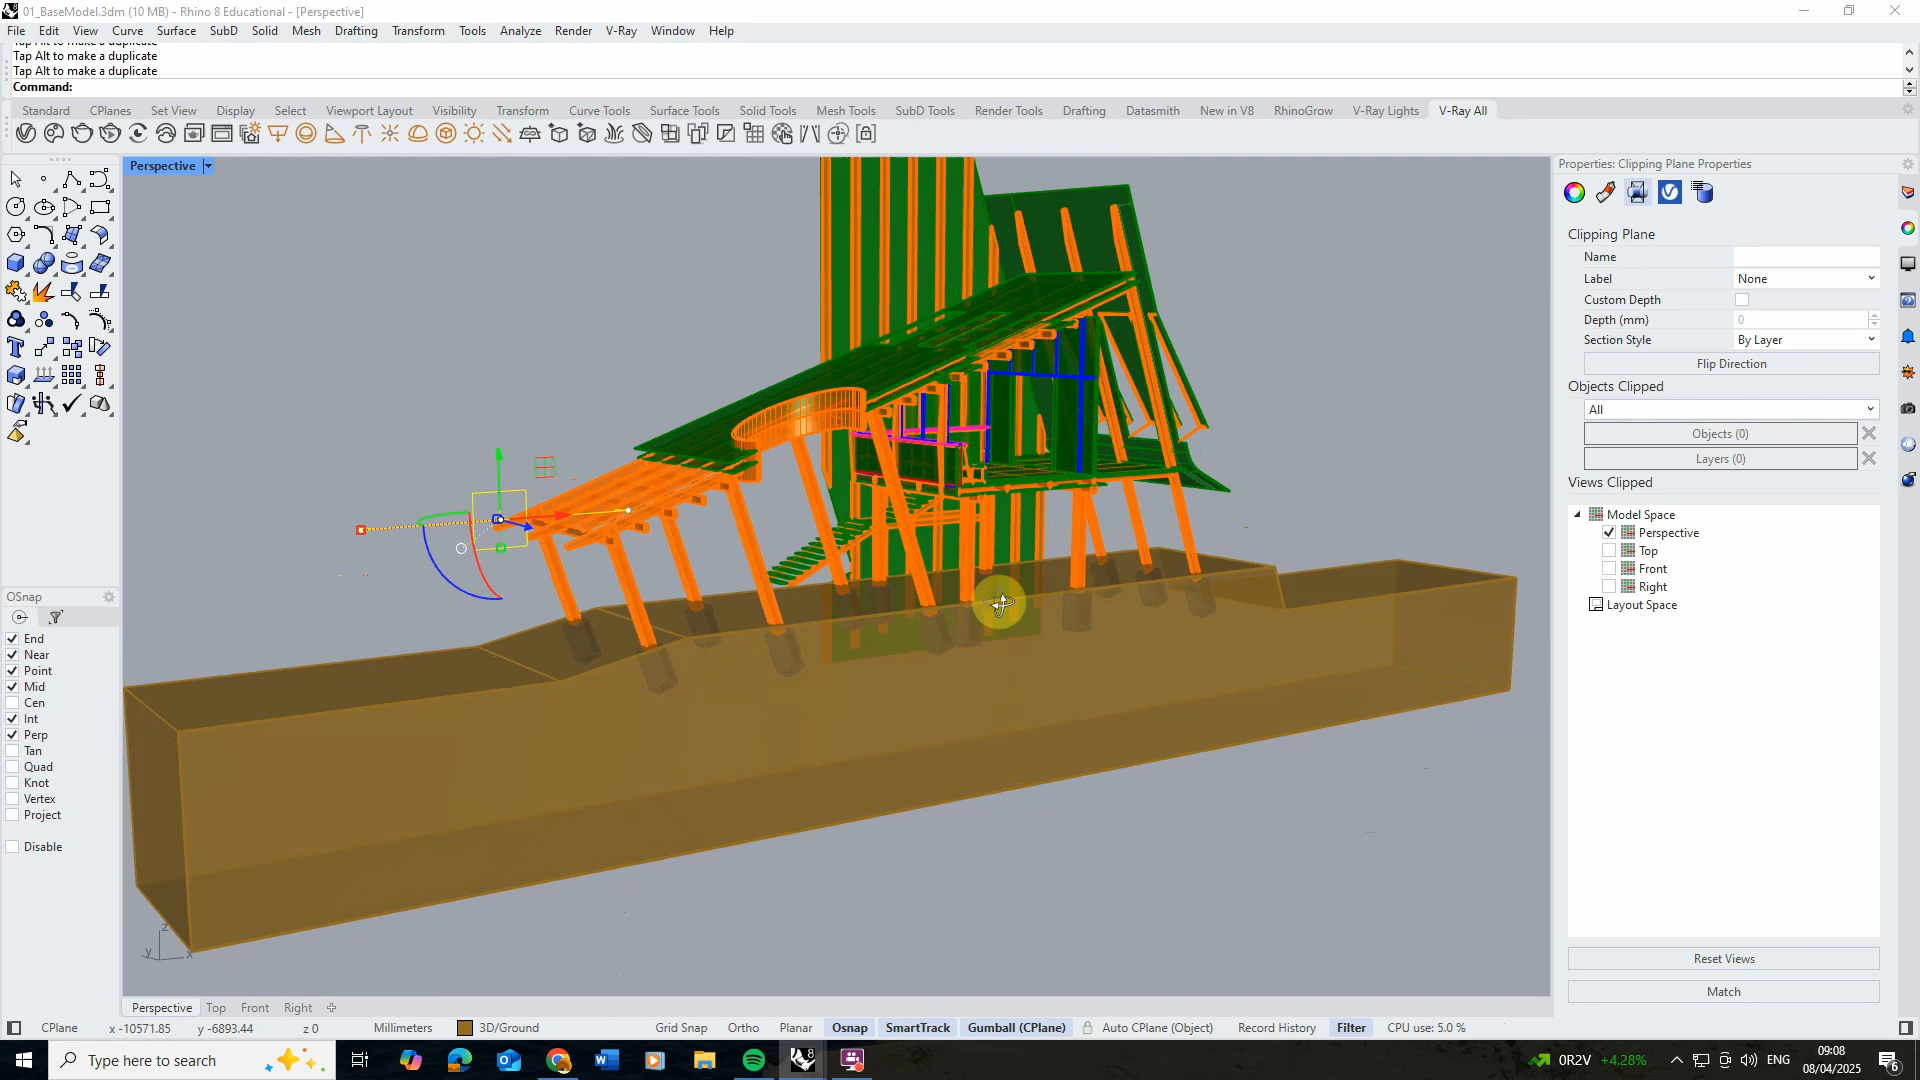 01_BaseModel.3dm (10 MB) - Rhino 8 Educational - [Perspective]
File Edit View Curve Surface SubD Solid Mesh Drafting Transform Tools Analyze Render V-Ray Window Help
Tap Alt to make a duplicate
Tap Alt to make a duplicate
Tap Alt to make a duplicate
Command:
Standard CPlanes Set View Display Select Viewport Layout Visibility Transform Curve Tools Surface Tools Solid Tools Mesh Tools SubD Tools Render Tools Drafting Datasmith New in V8 RhinoGrow V-Ray Lights V-Ray All
Perspective
Properties: Clipping Plane Properties
Clipping Plane
Name
Label None
Custom Depth
Depth (mm) 0
Section Style By Layer
Flip Direction
Objects Clipped
All
Objects (0)
Layers (0)
Views Clipped
Model Space
Perspective
Top
Front
Right
Layout Space
Reset Views
Match
OSnap
End
Near
Point
Mid
Cen
Int
Perp
Tan
Quad
Knot
Vertex
Project
Disable
z
y
x
Perspective Top Front Right
CPlane x -10571.85 y -6893.44 z 0 Millimeters 3D/Ground Grid Snap Ortho Planar Osnap SmartTrack Gumball (CPlane) Auto CPlane (Object) Record History Filter CPU use: 5.0 %
Type here to search
8
0R2V +4.28%
ENG
09:08
08/04/2025
6